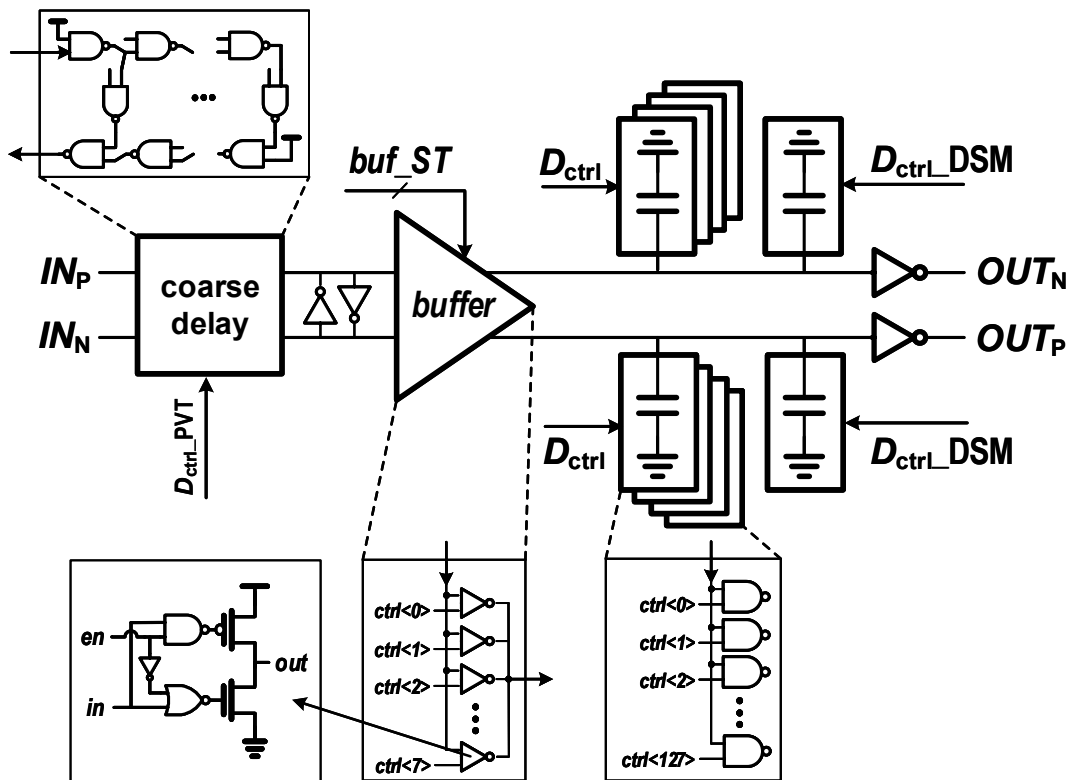 buf_ST
D_ctrl
D_ctrl_DSM
IN_P
coarse
delay
buffer
OUT_N
IN_N
OUT_P
D_ctrl_PVT
D_ctrl
D_ctrl_DSM
en
in
out
ctrl<0>
ctrl<1>
ctrl<2>
ctrl<7>
ctrl<0>
ctrl<1>
ctrl<2>
ctrl<127>